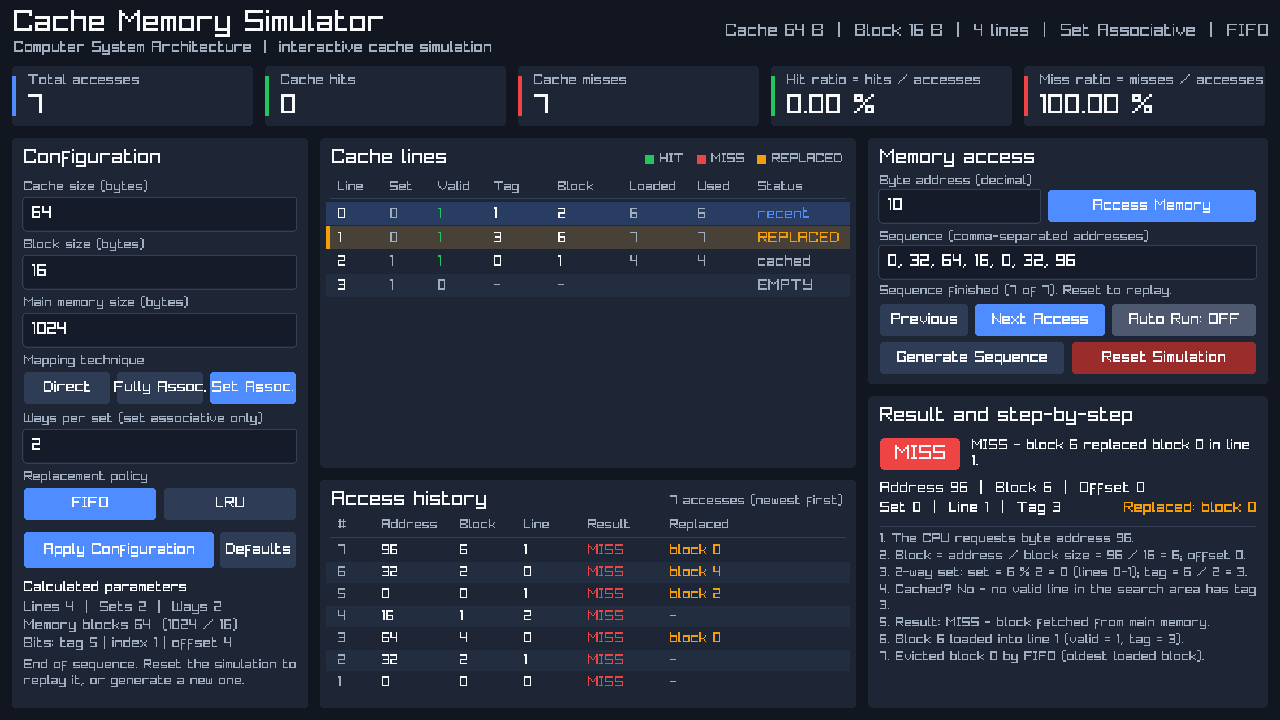 Cache Memory Simulator
Computer System Architecture | interactive cache simulation
Cache 64 B | Block 16 B | 4 lines | Set Associative | FIFO
Total accesses
7
Cache hits
0
Cache misses
7
Hit ratio = hits / accesses
0.00 %
Miss ratio = misses / accesses
100.00 %
Configuration
Cache size (bytes)
64
Block size (bytes)
16
Main memory size (bytes)
1024
Mapping technique
Direct Fully Assoc. Set Assoc.
Ways per set (set associative only)
2
Replacement policy
FIFO LRU
Apply Configuration Defaults
Calculated parameters
Lines 4 | Sets 2 | Ways 2
Memory blocks 64 (1024 / 16)
Bits: tag 5 | index 1 | offset 4
End of sequence. Reset the simulation to
replay it, or generate a new one.
Cache lines HIT MISS REPLACED
Line Set Valid Tag Block Loaded Used Status
0 0 1 1 2 6 6 recent
1 0 1 3 6 7 7 REPLACED
2 1 1 0 1 4 4 cached
3 1 0 - - EMPTY
Access history 7 accesses (newest first)
# Address Block Line Result Replaced
7 96 6 1 MISS block 0
6 32 2 0 MISS block 4
5 0 0 1 MISS block 2
4 16 1 2 MISS -
3 64 4 0 MISS block 0
2 32 2 1 MISS -
1 0 0 0 MISS -
Memory access
Byte address (decimal)
10 Access Memory
Sequence (comma-separated addresses)
0, 32, 64, 16, 0, 32, 96
Sequence finished (7 of 7). Reset to replay.
Previous Next Access Auto Run: OFF
Generate Sequence Reset Simulation
Result and step-by-step
MISS
MISS - block 6 replaced block 0 in line
1.
Address 96 | Block 6 | Offset 0
Set 0 | Line 1 | Tag 3 Replaced: block 0
1. The CPU requests byte address 96.
2. Block = address / block size = 96 / 16 = 6; offset 0.
3. 2-way set: set = 6 % 2 = 0 (lines 0-1); tag = 6 / 2 = 3.
4. Cached? No - no valid line in the search area has tag
3.
5. Result: MISS - block fetched from main memory.
6. Block 6 loaded into line 1 (valid = 1, tag = 3).
7. Evicted block 0 by FIFO (oldest loaded block).